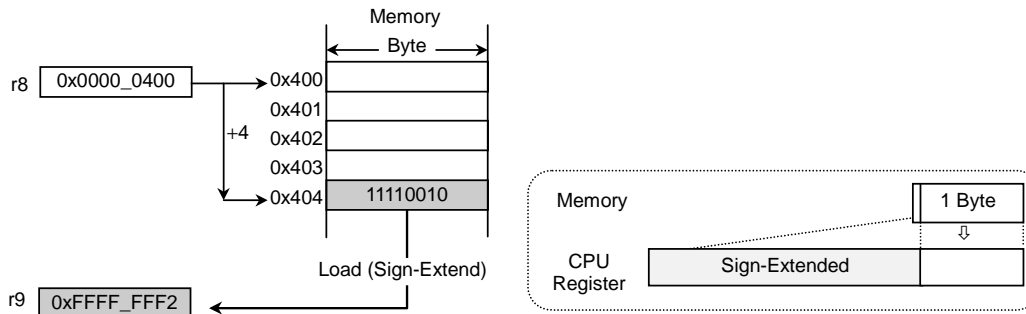 Memory
Byte
r8 0x0000_0400 0x400
0x401
+4 0x402
0x403
0x404 11110010
Load (Sign-Extend)
r9 0xFFFF_FFF2
Memory 1 Byte
⇩
CPU Register Sign-Extended